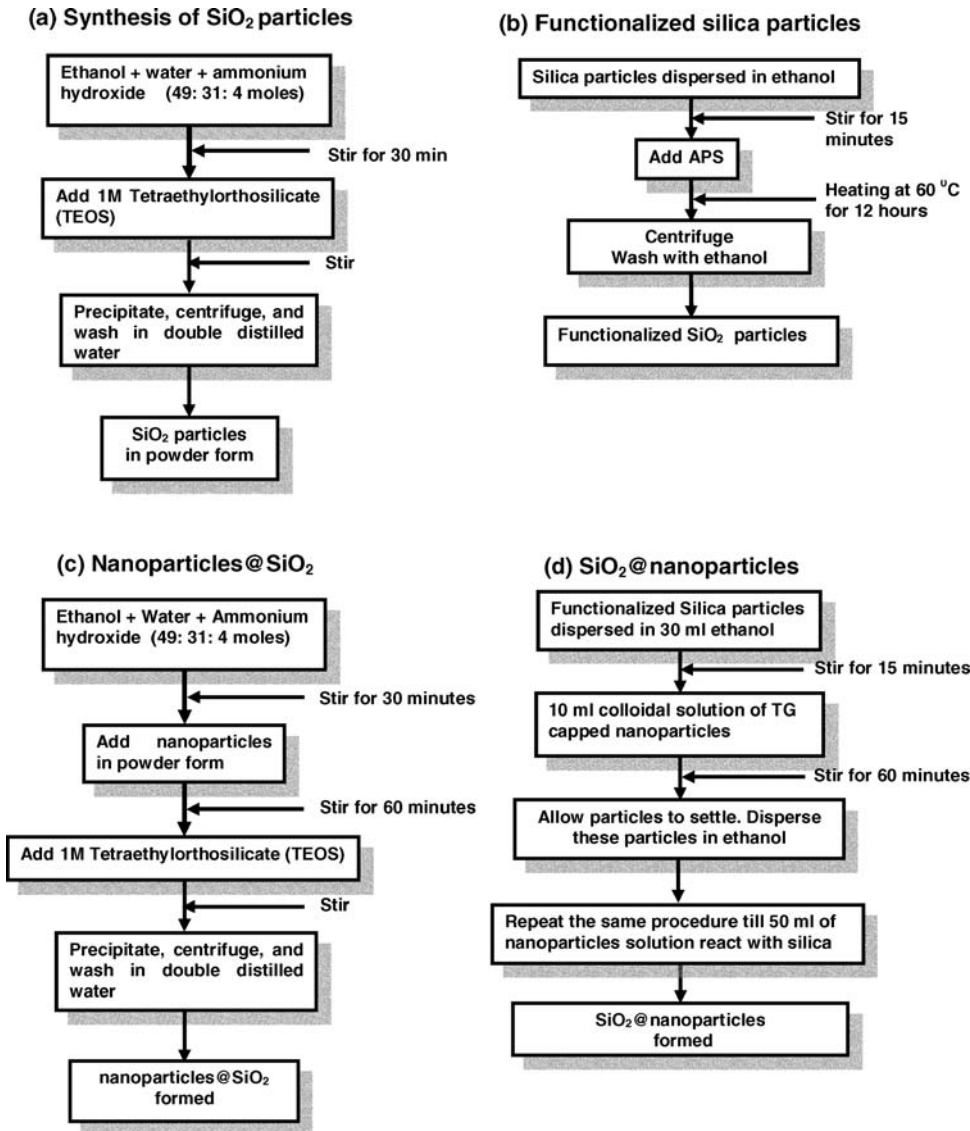 (a) Synthesis of SiO₂ particles
Ethanol + water + ammonium
hydroxide (49: 31: 4 moles)
Stir for 30 min
Add 1M Tetraethylorthosilicate
(TEOS)
Stir
Precipitate, centrifuge, and
wash in double distilled
water
SiO₂ particles
in powder form
(b) Functionalized silica particles
Silica particles dispersed in ethanol
Stir for 15
minutes
Add APS
Heating at 60 ⁰C
for 12 hours
Centrifuge
Wash with ethanol
Functionalized SiO₂ particles
(c) Nanoparticles@SiO₂
Ethanol + Water + Ammonium
hydroxide (49: 31: 4 moles)
Stir for 30 minutes
Add nanoparticles
in powder form
Stir for 60 minutes
Add 1M Tetraethylorthosilicate (TEOS)
Stir
Precipitate, centrifuge, and
wash in double distilled
water
nanoparticles@SiO₂
formed
(d) SiO₂@nanoparticles
Functionalized Silica particles
dispersed in 30 ml ethanol
Stir for 15 minutes
10 ml colloidal solution of TG
capped nanoparticles
Stir for 60 minutes
Allow particles to settle. Disperse
these particles in ethanol
Repeat the same procedure till 50 ml of
nanoparticles solution react with silica
SiO₂@nanoparticles
formed